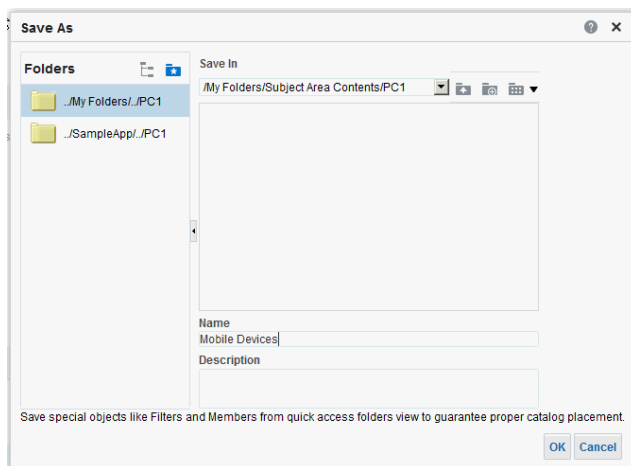 Save As
Folders
../My Folders/../PC1
../SampleApp/../PC1
Save In
/My Folders/Subject Area Contents/PC1
Name
Mobile Devices
Description
Save special objects like Filters and Members from quick access folders view to guarantee proper catalog placement.
OK
Cancel